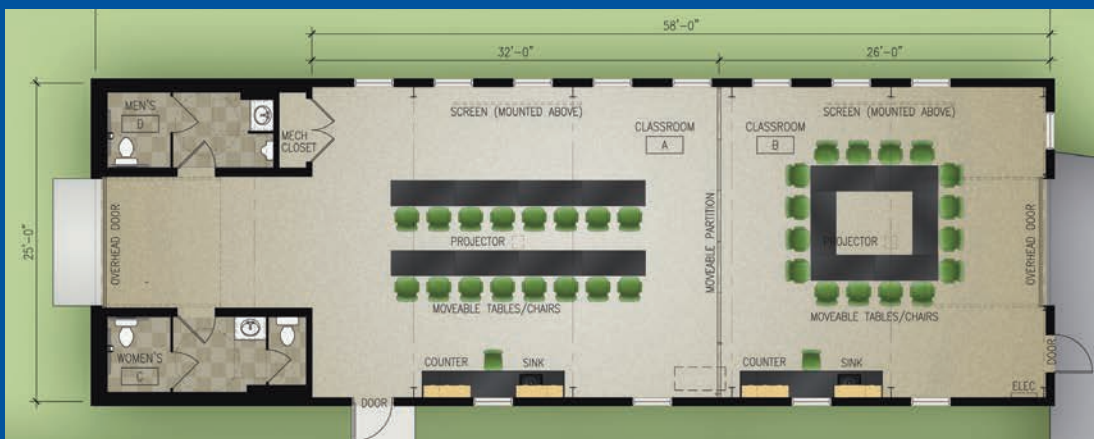 58'-0"
32'-0"
26'-0"
25'-0"
MEN'S
D
MECH
CLOSET
SCREEN (MOUNTED ABOVE)
CLASSROOM
A
CLASSROOM
B
SCREEN (MOUNTED ABOVE)
OVERHEAD DOOR
PROJECTOR
MOVEABLE PARTITION
PROJECTOR
OVERHEAD DOOR
MOVEABLE TABLES/CHAIRS
MOVEABLE TABLES/CHAIRS
WOMEN'S
C
COUNTER
SINK
COUNTER
SINK
DOOR
ELEC
DOOR